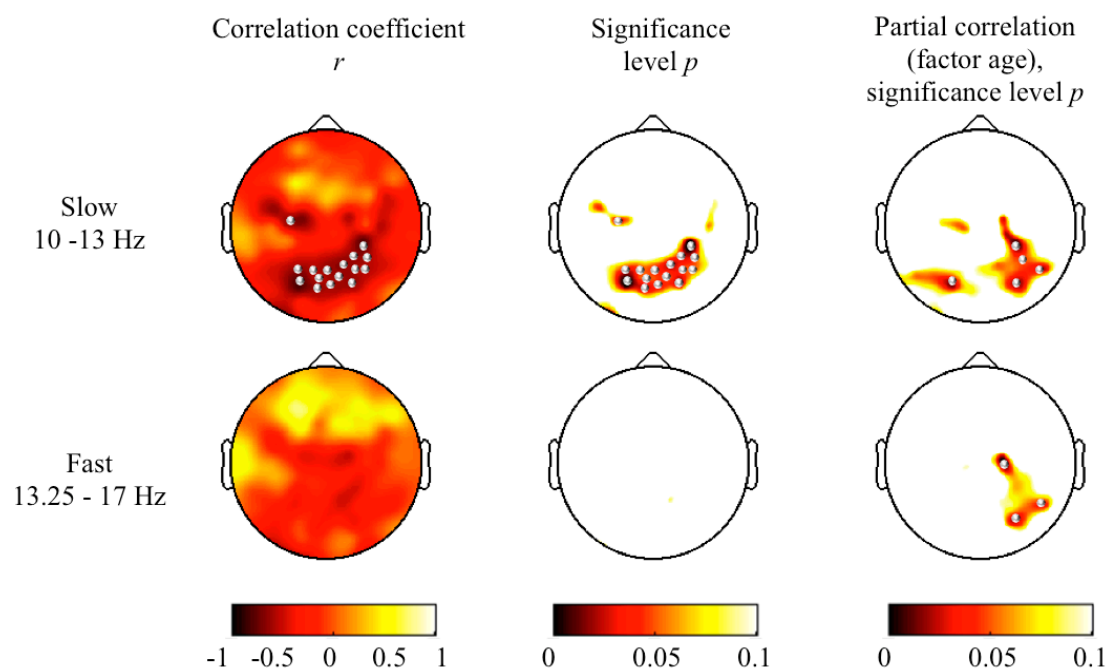 Correlation coefficient
r
Significance
level p
Partial correlation
(factor age),
significance level p
Slow
10 -13 Hz
Fast
13.25 - 17 Hz
-1 -0.5 0 0.5 1
0 0.05 0.1
0 0.05 0.1